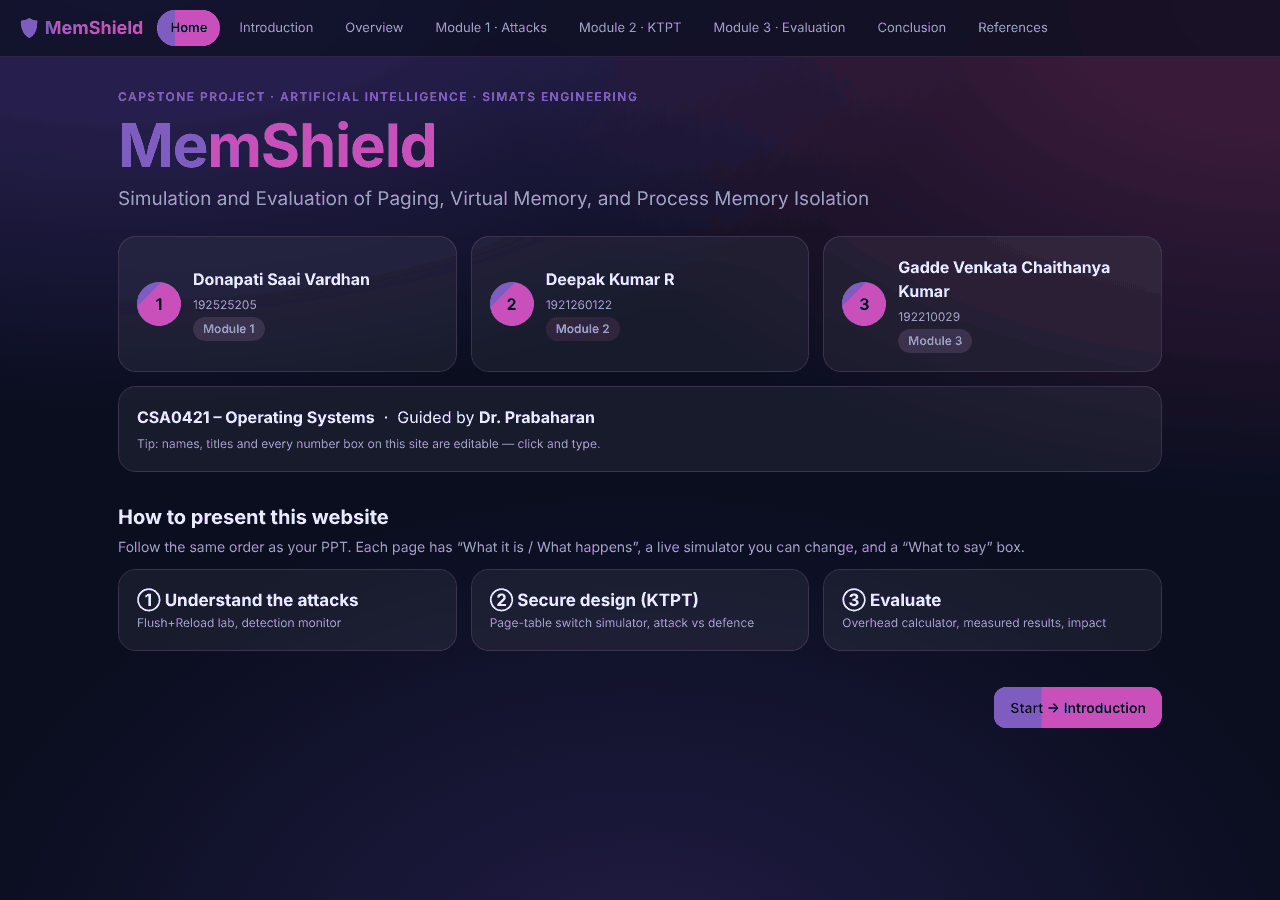 MemShield Home Introduction Overview Module 1 · Attacks Module 2 · KTPT Module 3 · Evaluation Conclusion References
CAPSTONE PROJECT · ARTIFICIAL INTELLIGENCE · SIMATS ENGINEERING
MemShield
Simulation and Evaluation of Paging, Virtual Memory, and Process Memory Isolation
1
Donapati Saai Vardhan
192525205
Module 1
2
Deepak Kumar R
1921260122
Module 2
3
Gadde Venkata Chaithanya
Kumar
192210029
Module 3
CSA0421 – Operating Systems · Guided by Dr. Prabaharan
Tip: names, titles and every number box on this site are editable — click and type.
How to present this website
Follow the same order as your PPT. Each page has “What it is / What happens”, a live simulator you can change, and a “What to say” box.
① Understand the attacks
Flush+Reload lab, detection monitor
② Secure design (KTPT)
Page-table switch simulator, attack vs defence
③ Evaluate
Overhead calculator, measured results, impact
Start → Introduction